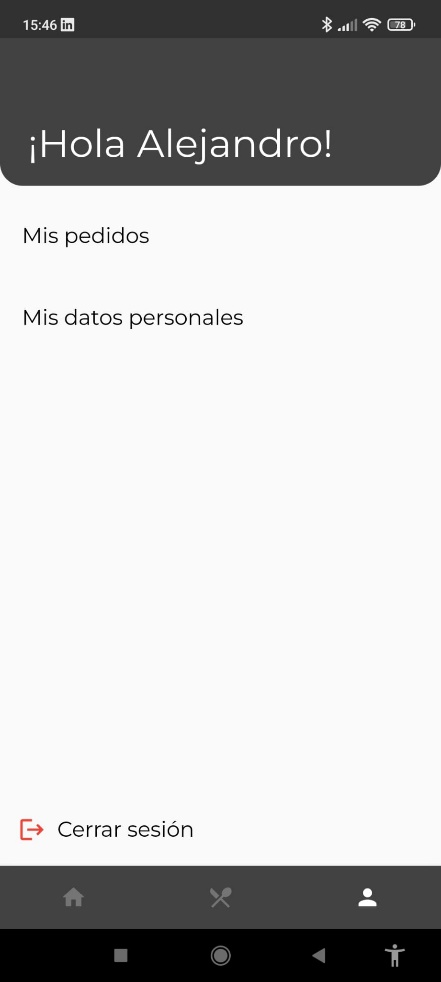 15:46
78
¡Hola Alejandro!
Mis pedidos
Mis datos personales
Cerrar sesión